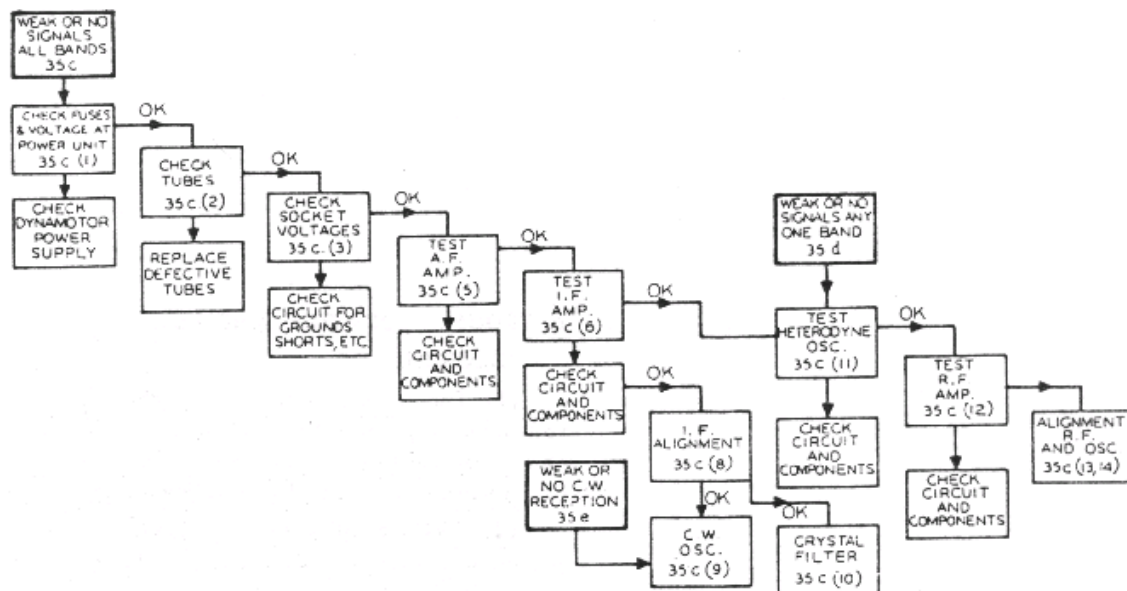 WEAK OR NO
SIGNALS
ALL BANDS
35 c
CHECK FUSES
& VOLTAGE AT
POWER UNIT
35 c (1)
OK
CHECK
DYNAMOTOR
POWER
SUPPLY
CHECK
TUBES
35 c. (2)
OK
REPLACE
DEFECTIVE
TUBES
CHECK
SOCKET
VOLTAGES
35 c. (3)
OK
CHECK
CIRCUIT FOR
GROUNDS
SHORTS, ETC.
TEST
A.F.
AMP.
35 c (5)
OK
CHECK
CIRCUIT
AND
COMPONENTS
TEST
I.F.
AMP.
35 c (6)
OK
CHECK
CIRCUIT
AND
COMPONENTS
OK
WEAK OR NO
SIGNALS ANY
ONE BAND
35 d
TEST
HETERODYNE
OSC.
35 c (11)
OK
CHECK
CIRCUIT
AND
COMPONENTS
TEST
R.F.
AMP.
35 c (12)
CHECK
CIRCUIT
AND
COMPONENTS
ALIGNMENT
R.F.
AND OSC
35c (13,14)
I. F.
ALIGNMENT
35 c (8)
OK
OK
WEAK OR
NO C.W.
RECEPTION
35 e
C.W.
OSC.
35 c (9)
CRYSTAL
FILTER
35 c (10)